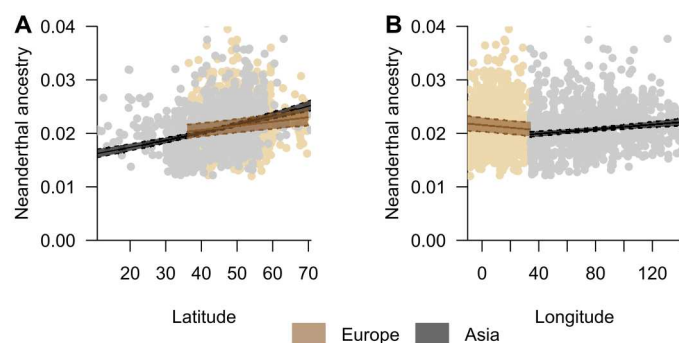 A
B
Neanderthal ancestry
0.04
0.03
0.02
0.01
0.00
20 30 40 50 60 70
Latitude
Neanderthal ancestry
0.04
0.03
0.02
0.01
0.00
0 40 80 120
Longitude
Europe Asia